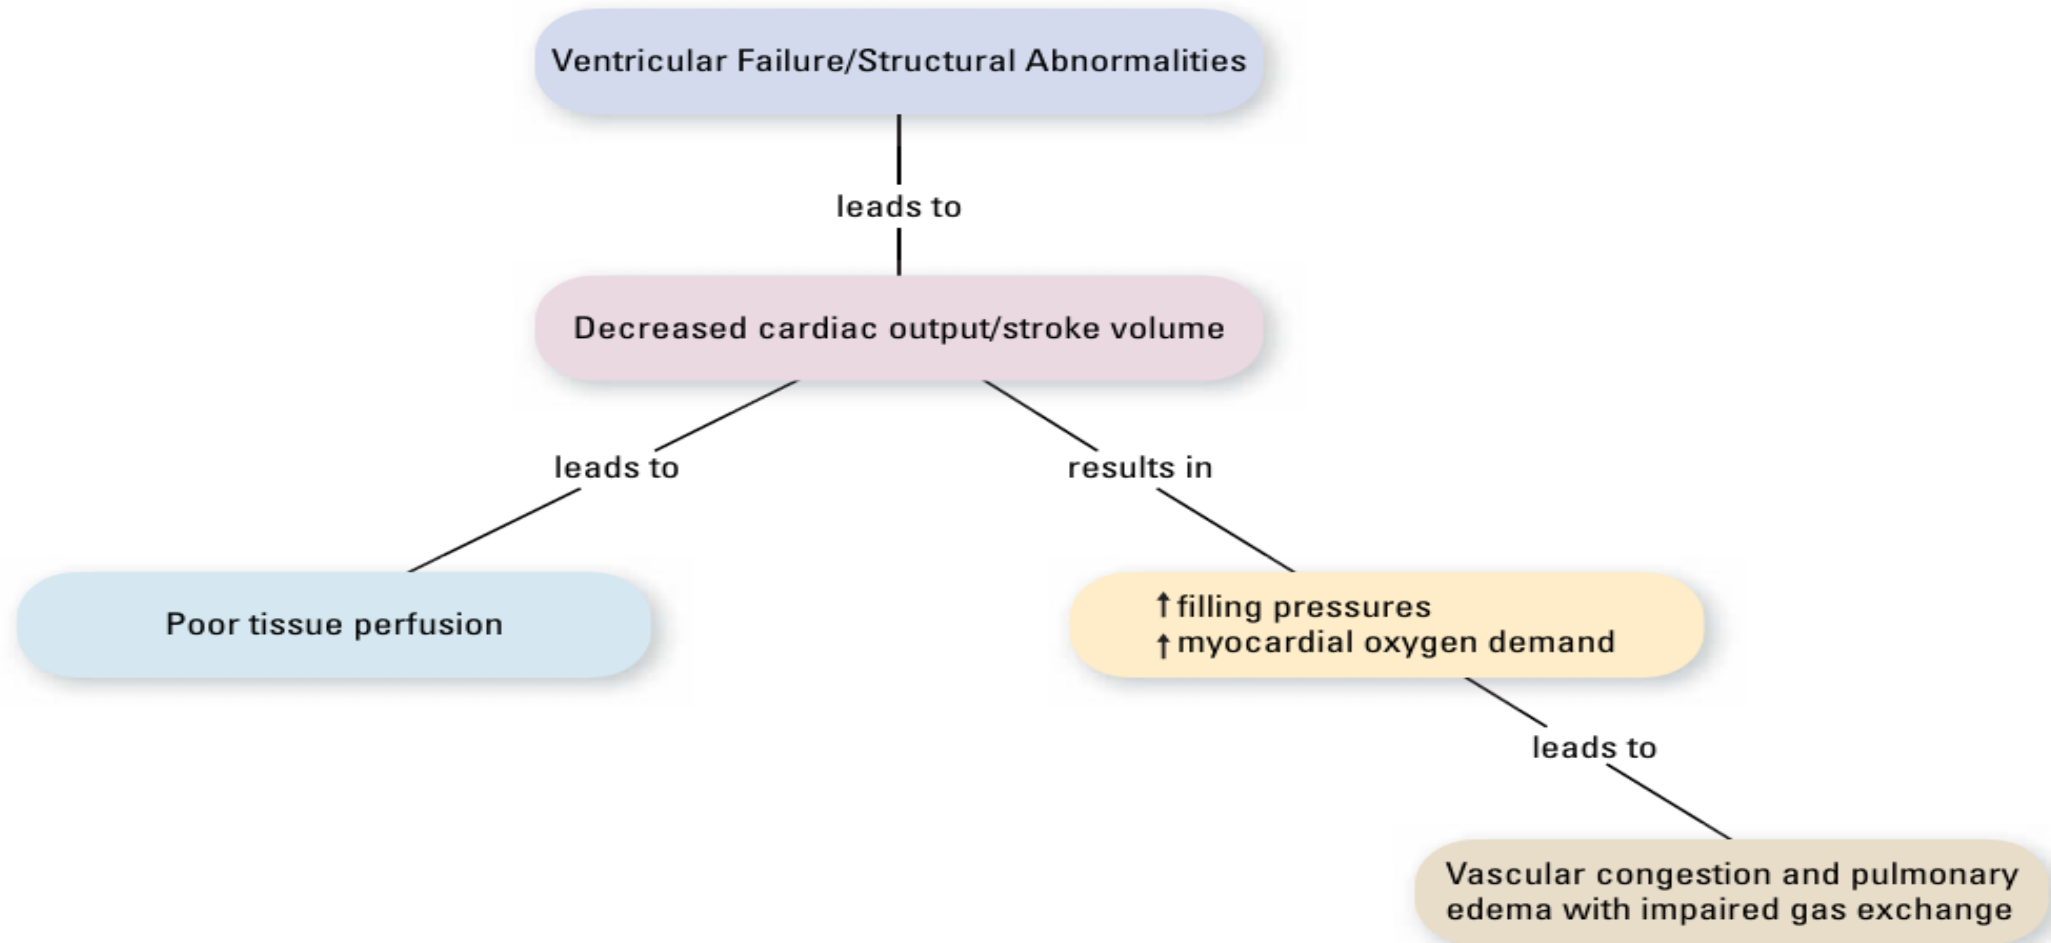 Ventricular Failure/Structural Abnormalities
leads to
Decreased cardiac output/stroke volume
leads to
results in
Poor tissue perfusion
↑ filling pressures
↑ myocardial oxygen demand
leads to
Vascular congestion and pulmonary
edema with impaired gas exchange